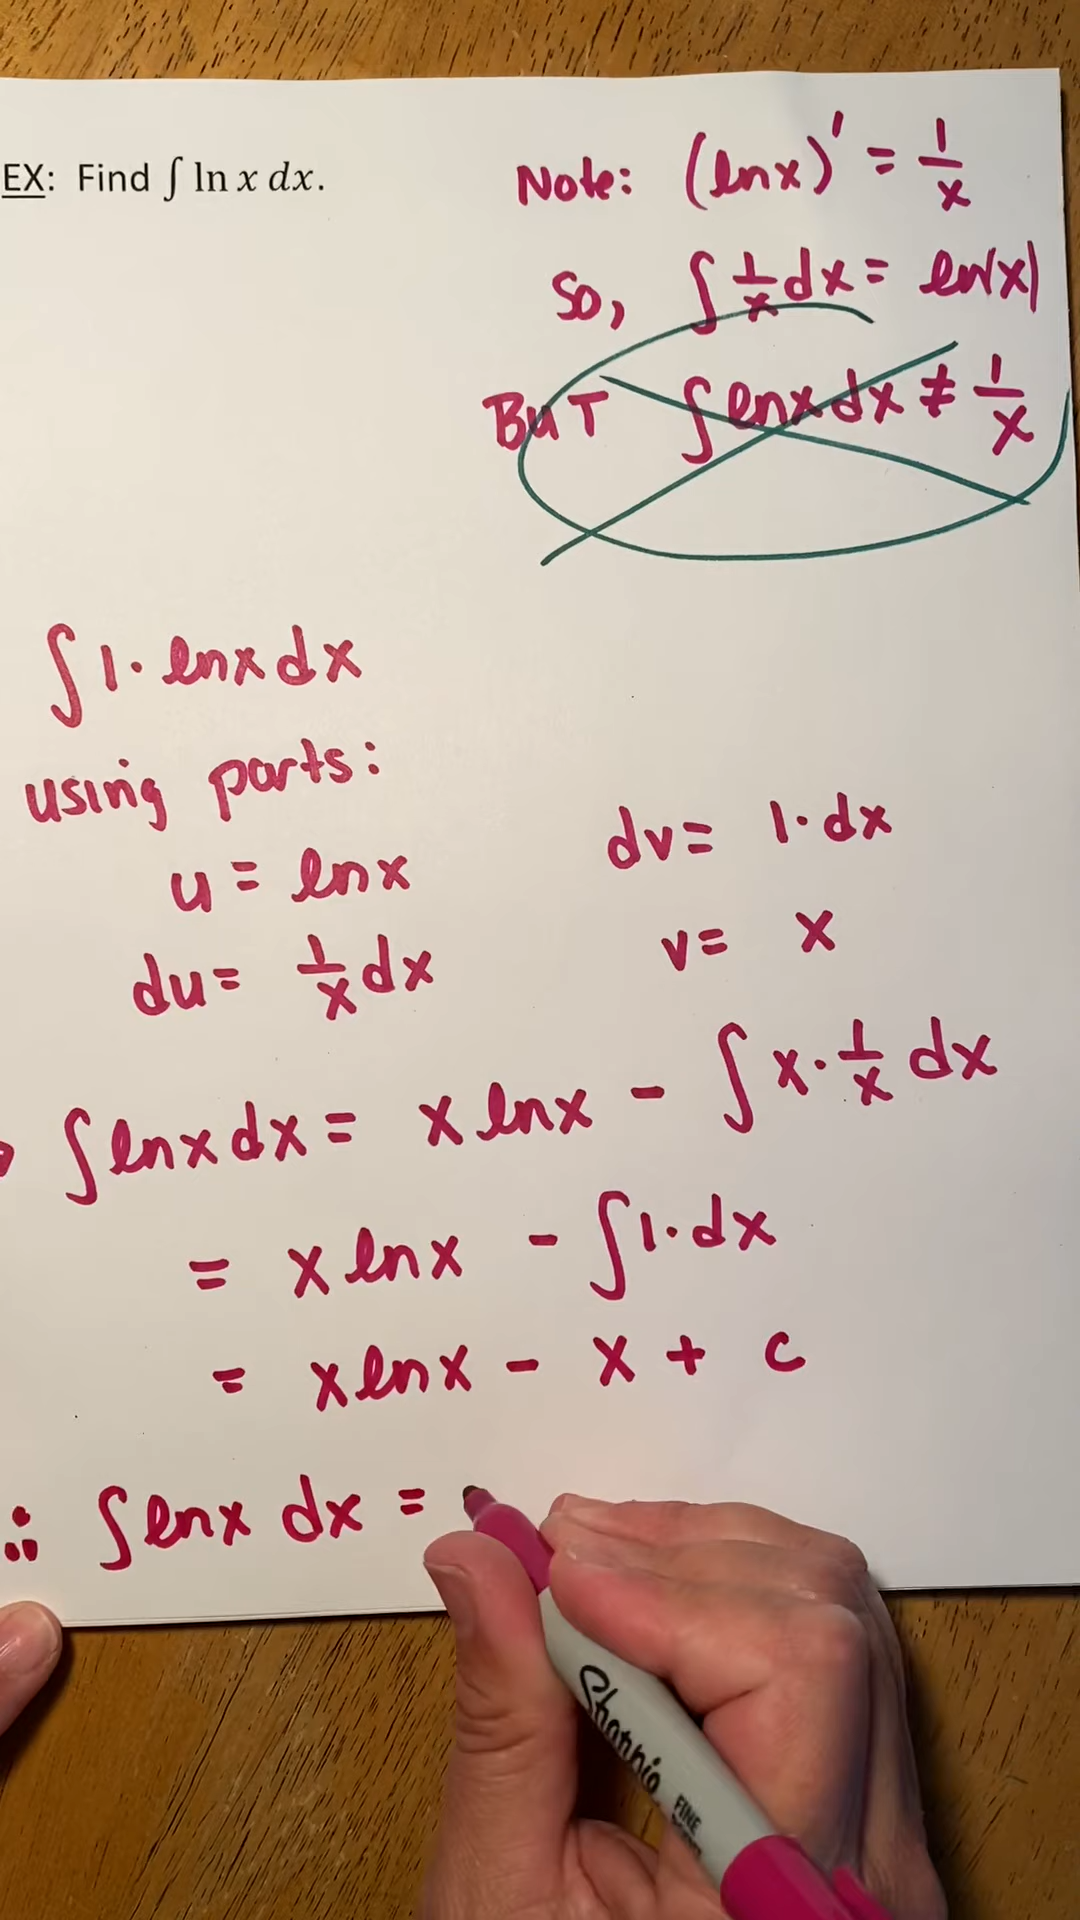 EX: Find ∫ ln x dx.
Note: (lnx)' = 1/x
So, ∫ 1/x dx = ln|x|
BUT ∫ lnx dx ≠ 1/x
∫ 1· lnx dx
using parts:
u = lnx
dv = 1· dx
du = 1/x dx
v = x
∫ lnx dx = x lnx - ∫ x· 1/x dx
= x lnx - ∫ 1· dx
= x lnx - x + c
∴ ∫ lnx dx =
Sharpie
FINE